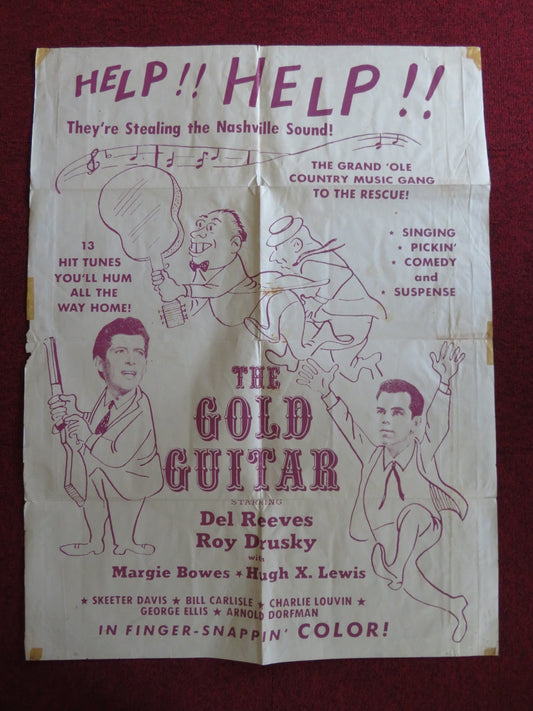 HELP!! HELP!!
They're Stealing the Nashville Sound!
THE GRAND 'OLE
COUNTRY MUSIC GANG
TO THE RESCUE!
13
HIT TUNES
YOU'LL HUM
ALL THE
WAY HOME!
★ SINGING
★ PICKIN'
★ COMEDY
and
★ SUSPENSE
THE
GOLD
GUITAR
STARRING
Del Reeves
Roy Drusky
with
Margie Bowes ★ Hugh X. Lewis
★ SKEETER DAVIS ★ BILL CARLISLE ★ CHARLIE LOUVIN ★
GEORGE ELLIS ★ ARNOLD DORFMAN
IN FINGER-SNAPPIN' COLOR!